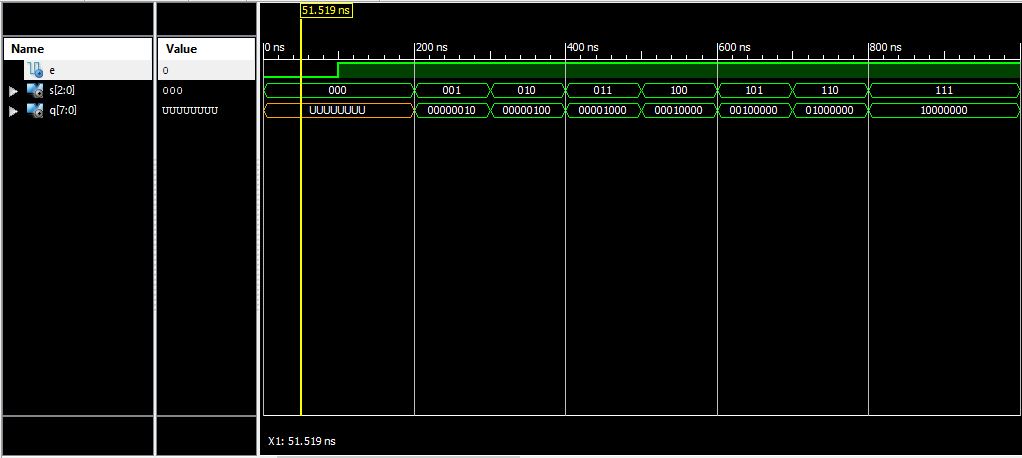 51.519 ns
Name Value 0 ns 200 ns 400 ns 600 ns 800 ns
e 0
s[2:0] 000 000 001 010 011 100 101 110 111
q[7:0] UUUUUUUU UUUUUUUU 00000010 00000100 00001000 00010000 00100000 01000000 10000000
X1: 51.519 ns